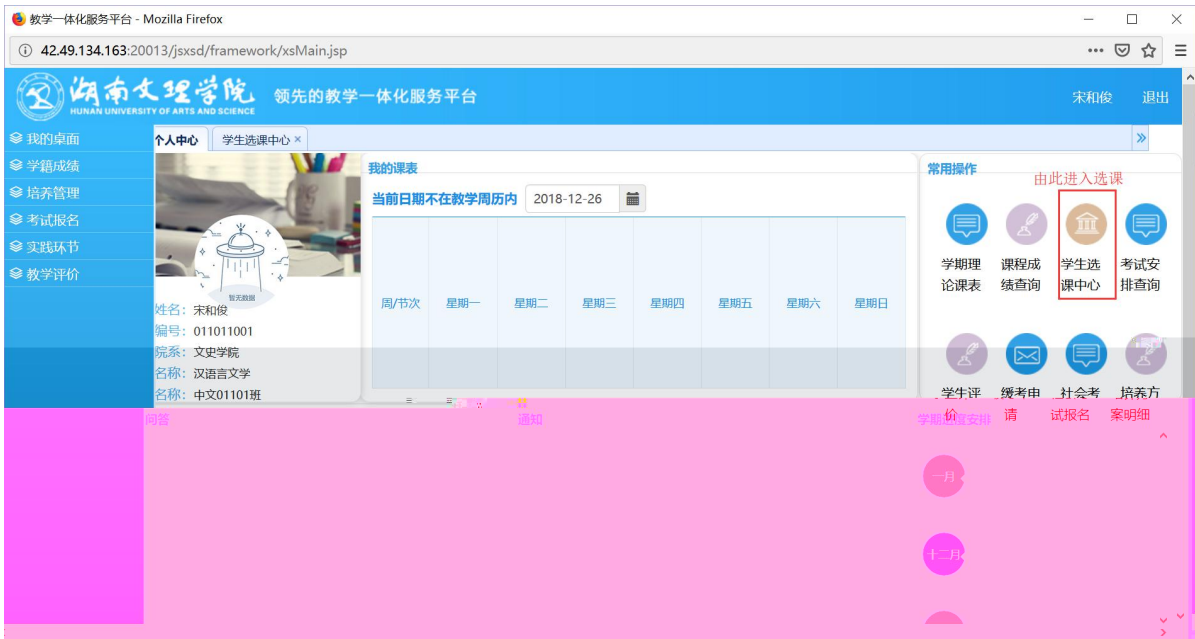 教学一体化服务平台 - Mozilla Firefox
42.49.134.163:20013/jsxsd/framework/xsMain.jsp
湖南文理学院
HUNAN UNIVERSITY OF ARTS AND SCIENCE
领先的教学一体化服务平台
宋和俊 退出
我的桌面
学籍成绩
培养管理
考试报名
实践环节
教学评价
个人中心 学生选课中心 ×
暂无数据
姓名: 宋和俊
编号: 011011001
院系: 文史学院
名称: 汉语言文学
名称: 中文01101班
我的课表
当前日期不在教学周历内 2018-12-26
周/节次 星期一 星期二 星期三 星期四 星期五 星期六 星期日
常用操作
由此进入选课
学期理论课表
课程成绩查询
学生选课中心
考试安排查询
学生评价
缓考申请
社会考试报名
培养方案明细
问答
通知
学期进度安排
一月
十二月